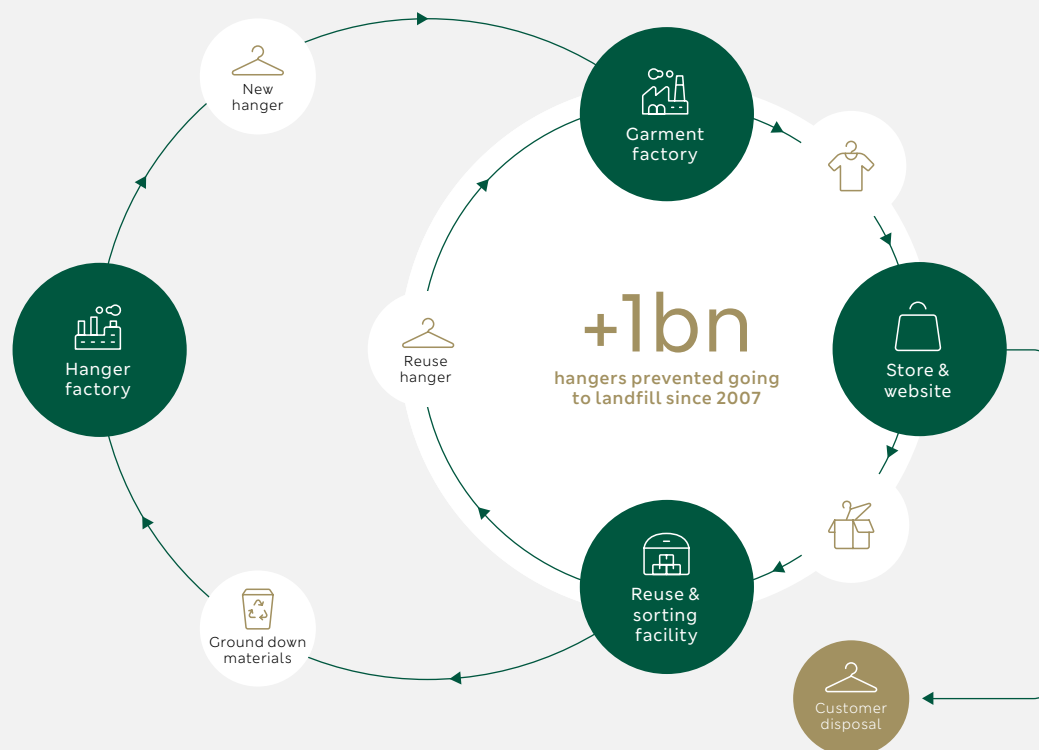 New
hanger
Garment
factory
Hanger
factory
Reuse
hanger
+1bn
hangers prevented going
to landfill since 2007
Store &
website
Reuse &
sorting
facility
Ground down
materials
Customer
disposal